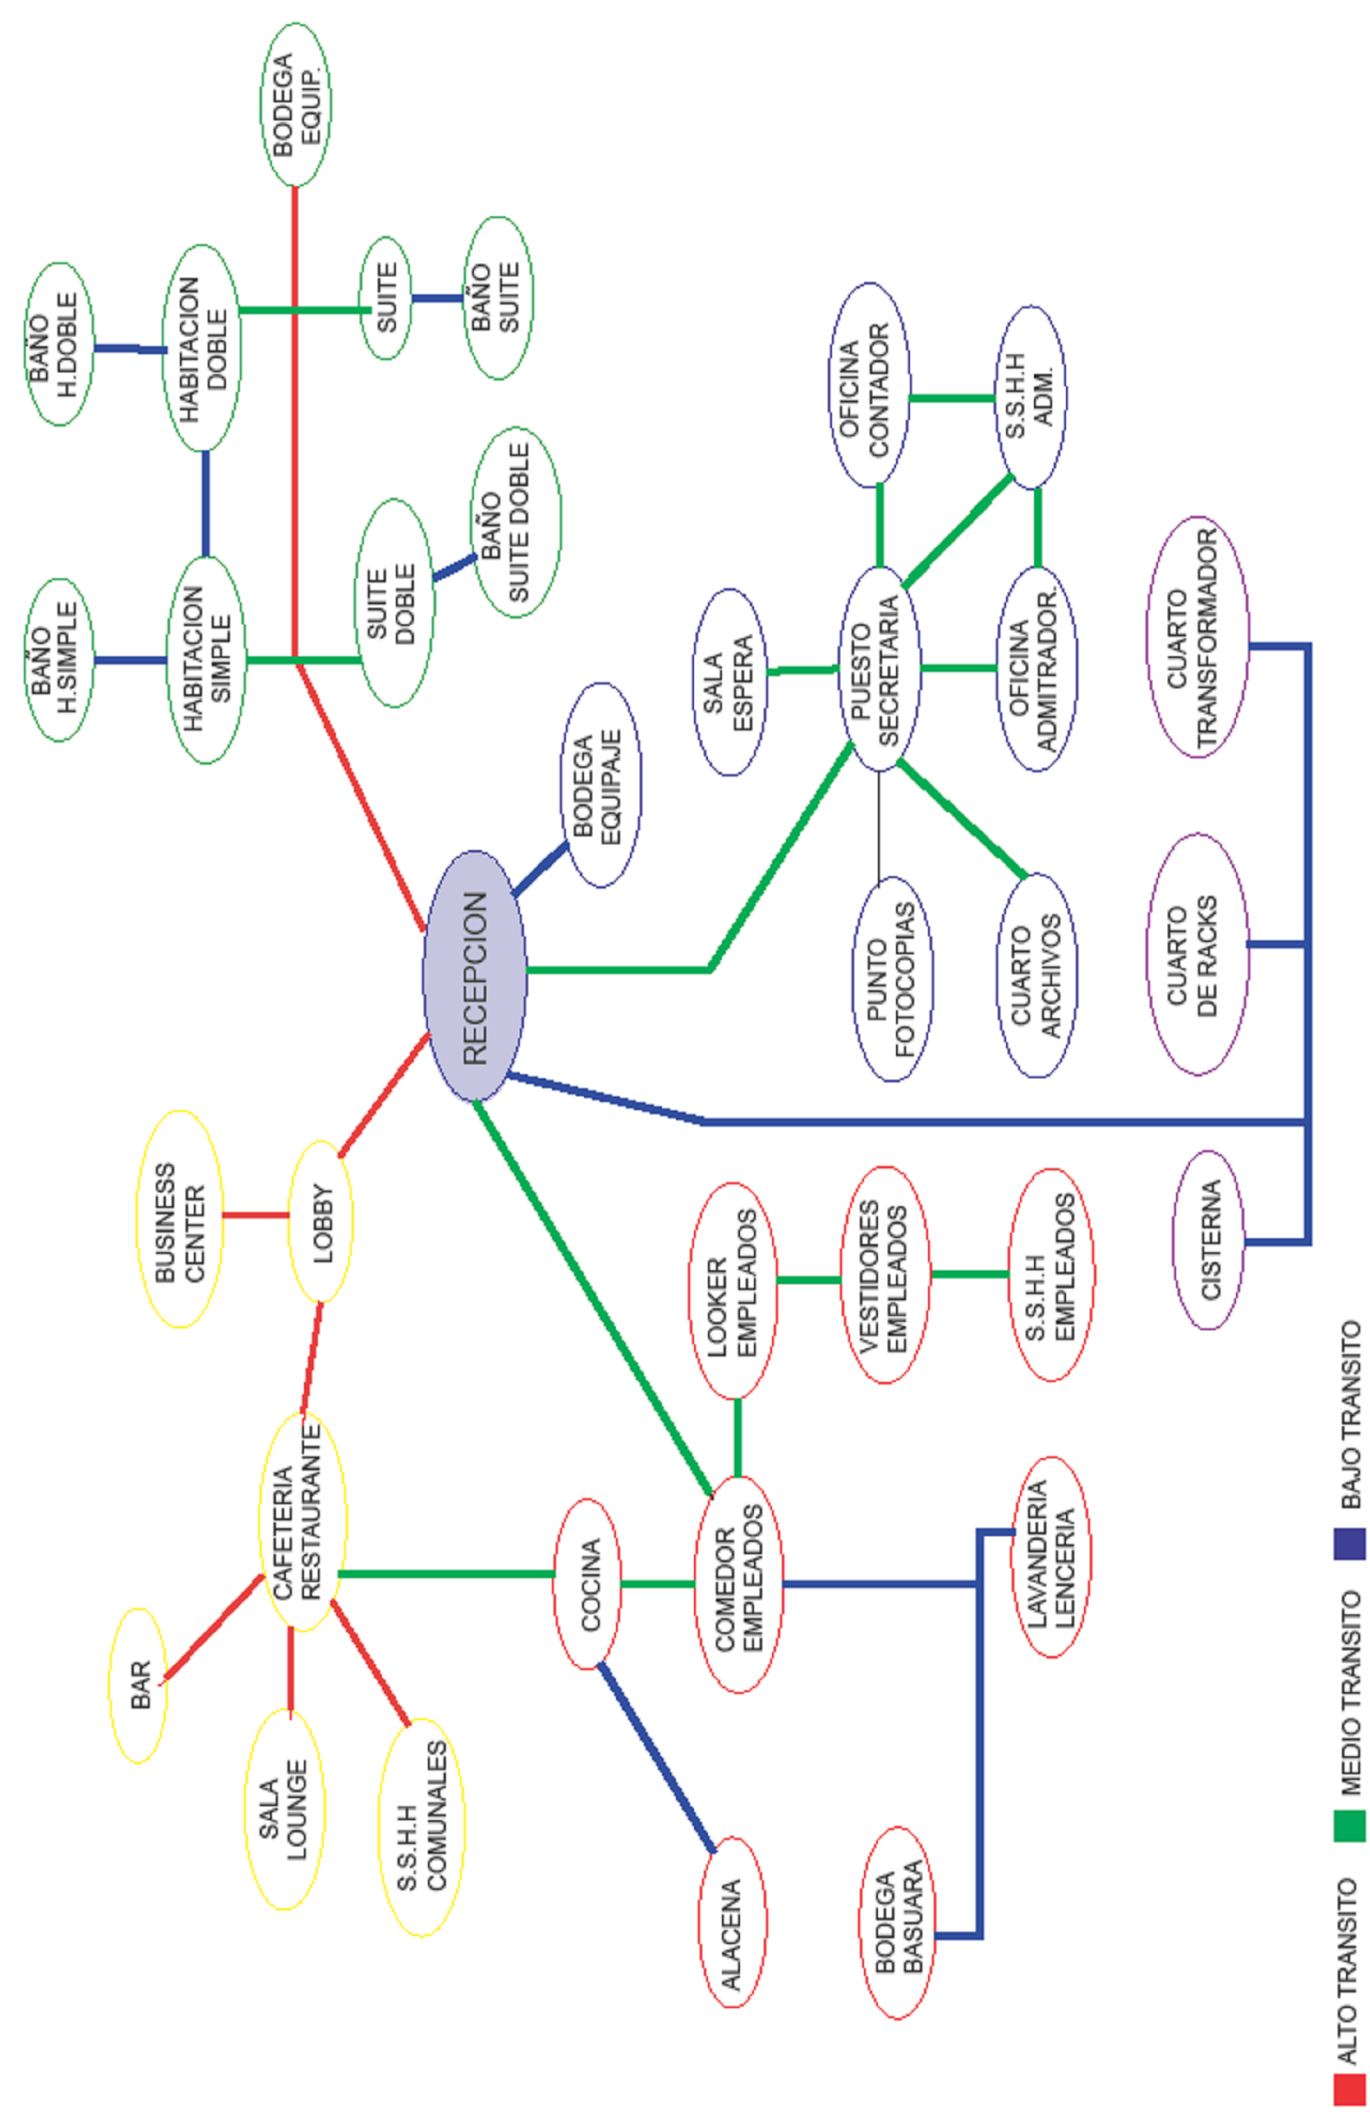 BAÑO
H.SIMPLE
BAÑO
H.DOBLE
BAR
BUSINESS
CENTER
HABITACION
SIMPLE
HABITACION
DOBLE
SALA
LOUNGE
CAFETERIA
RESTAURANTE
LOBBY
BODEGA
EQUIP.
S.S.H.H
COMUNALES
SUITE
DOBLE
SUITE
RECEPCION
BAÑO
SUITE DOBLE
BAÑO
SUITE
COCINA
BODEGA
EQUIPAJE
ALACENA
COMEDOR
EMPLEADOS
LOOKER
EMPLEADOS
SALA
ESPERA
BODEGA
BASUARA
VESTIDORES
EMPLEADOS
PUNTO
FOTOCOPIAS
PUESTO
SECRETARIA
OFICINA
CONTADOR
LAVANDERIA
LENCERIA
S.S.H.H
EMPLEADOS
CUARTO
ARCHIVOS
OFICINA
ADMITRADOR.
S.S.H.H
ADM.
CISTERNA
CUARTO
DE RACKS
CUARTO
TRANSFORMADOR
ALTO TRANSITO
MEDIO TRANSITO
BAJO TRANSITO